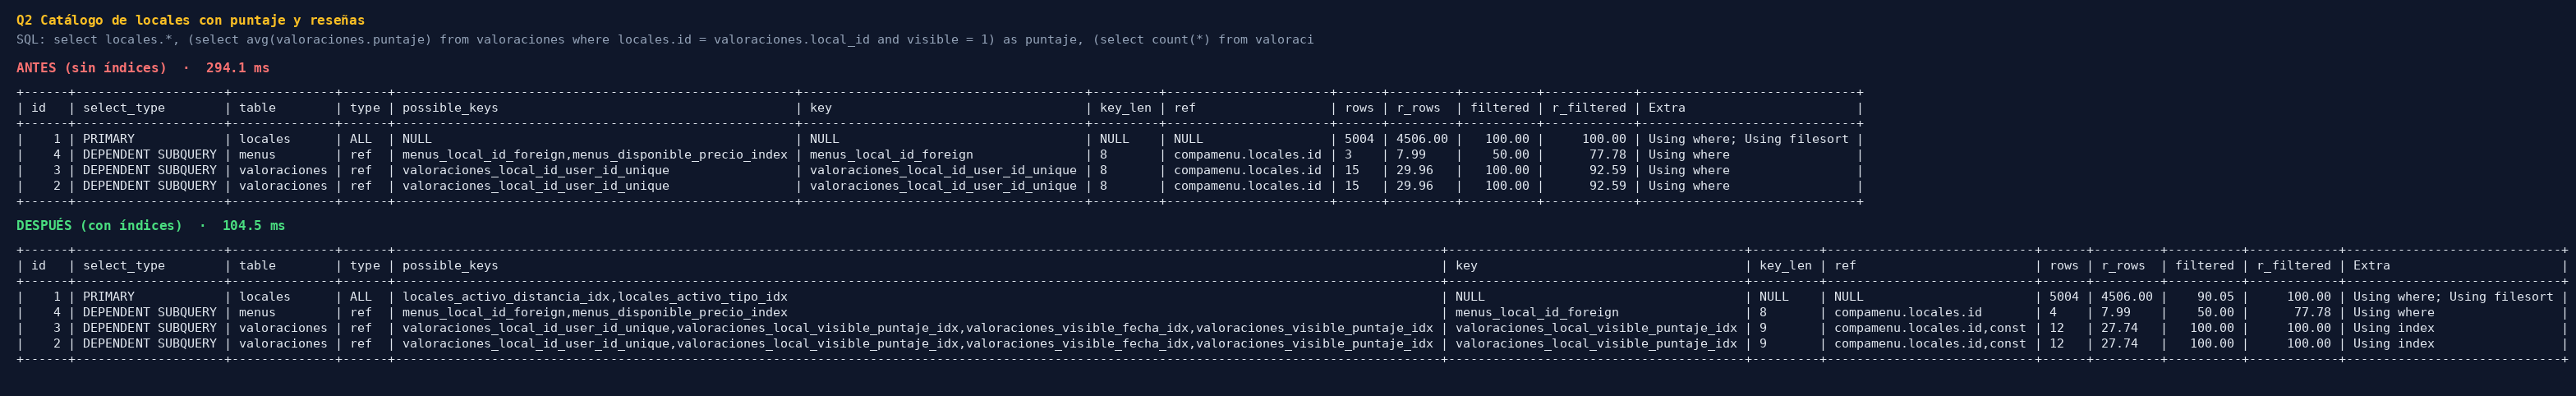 Q2 Catálogo de locales con puntaje y reseñas
SQL: select locales.*, (select avg(valoraciones.puntaje) from valoraciones where locales.id = valoraciones.local_id and visible = 1) as puntaje, (select count(*) from valoraci
ANTES (sin índices) · 294.1 ms
| id | select_type | table | type | possible_keys | key | key_len | ref | rows | r_rows | filtered | r_filtered | Extra |
| 1 | PRIMARY | locales | ALL | NULL | NULL | NULL | NULL | 5004 | 4506.00 | 100.00 | 100.00 | Using where; Using filesort |
| 4 | DEPENDENT SUBQUERY | menus | ref | menus_local_id_foreign,menus_disponible_precio_index | menus_local_id_foreign | 8 | compamenu.locales.id | 3 | 7.99 | 50.00 | 77.78 | Using where |
| 3 | DEPENDENT SUBQUERY | valoraciones | ref | valoraciones_local_id_user_id_unique | valoraciones_local_id_user_id_unique | 8 | compamenu.locales.id | 15 | 29.96 | 100.00 | 92.59 | Using where |
| 2 | DEPENDENT SUBQUERY | valoraciones | ref | valoraciones_local_id_user_id_unique | valoraciones_local_id_user_id_unique | 8 | compamenu.locales.id | 15 | 29.96 | 100.00 | 92.59 | Using where |
DESPUÉS (con índices) · 104.5 ms
| id | select_type | table | type | possible_keys | key | key_len | ref | rows | r_rows | filtered | r_filtered | Extra |
| 1 | PRIMARY | locales | ALL | locales_activo_distancia_idx,locales_activo_tipo_idx | NULL | NULL | NULL | 5004 | 4506.00 | 90.05 | 100.00 | Using where; Using filesort |
| 4 | DEPENDENT SUBQUERY | menus | ref | menus_local_id_foreign,menus_disponible_precio_index | menus_local_id_foreign | 8 | compamenu.locales.id | 4 | 7.99 | 50.00 | 77.78 | Using where |
| 3 | DEPENDENT SUBQUERY | valoraciones | ref | valoraciones_local_id_user_id_unique,valoraciones_local_visible_puntaje_idx,valoraciones_visible_fecha_idx,valoraciones_visible_puntaje_idx | valoraciones_local_visible_puntaje_idx | 9 | compamenu.locales.id,const | 12 | 27.74 | 100.00 | 100.00 | Using index |
| 2 | DEPENDENT SUBQUERY | valoraciones | ref | valoraciones_local_id_user_id_unique,valoraciones_local_visible_puntaje_idx,valoraciones_visible_fecha_idx,valoraciones_visible_puntaje_idx | valoraciones_local_visible_puntaje_idx | 9 | compamenu.locales.id,const | 12 | 27.74 | 100.00 | 100.00 | Using index |